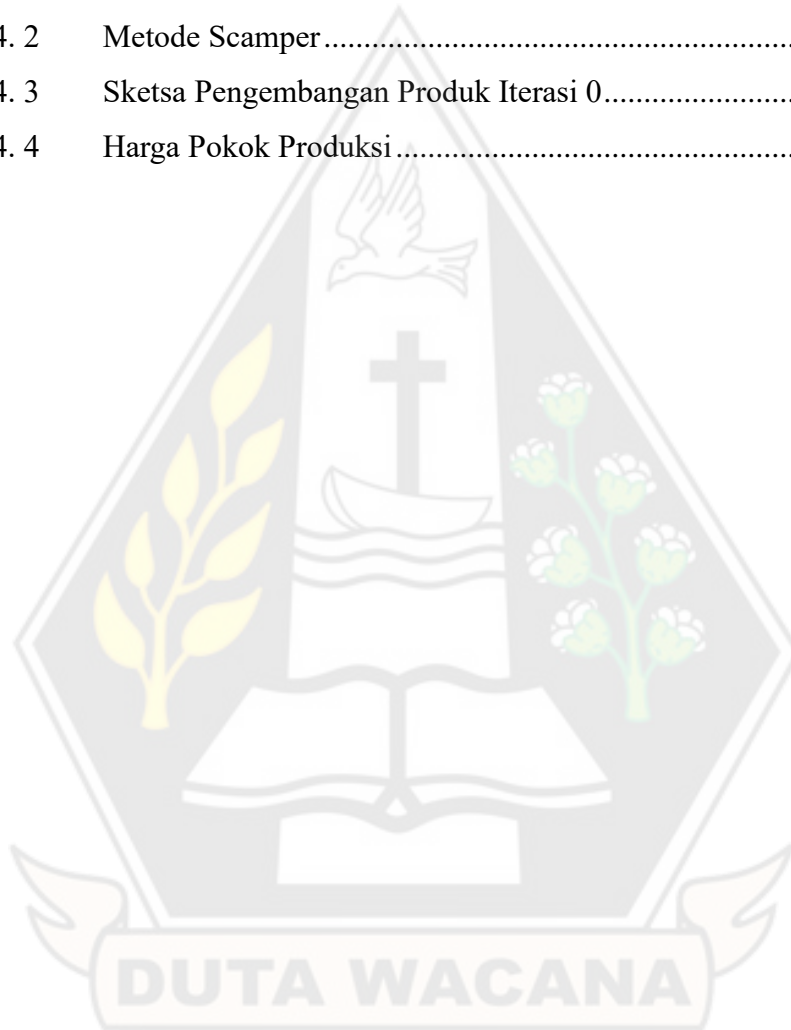 4. 2 Metode Scamper
4. 3 Sketsa Pengembangan Produk Iterasi 0
4. 4 Harga Pokok Produksi
DUTA WACANA